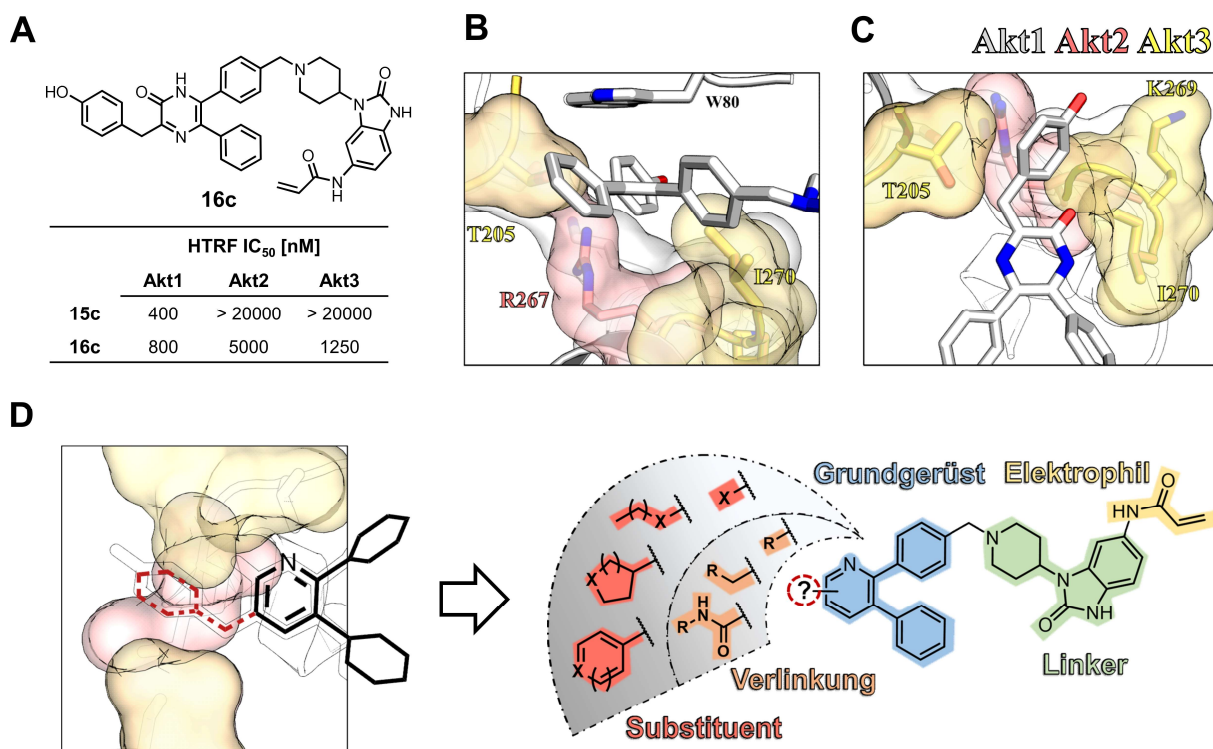 A
HO
H
N
O
N
N
O
N
NH
O
N
H
16c
HTRF IC50 [nM]
Akt1 Akt2 Akt3
15c 400 > 20000 > 20000
16c 800 5000 1250
B
W80
T205
R267
I270
C
Akt1 Akt2 Akt3
K269
T205
I270
D
N
Grundgerüst Elektrophil
X
X
R
X
R
H
N
R
O
X
?
N
N
N
O
NH
HN
O
Linker
Verlinkung
Substituent